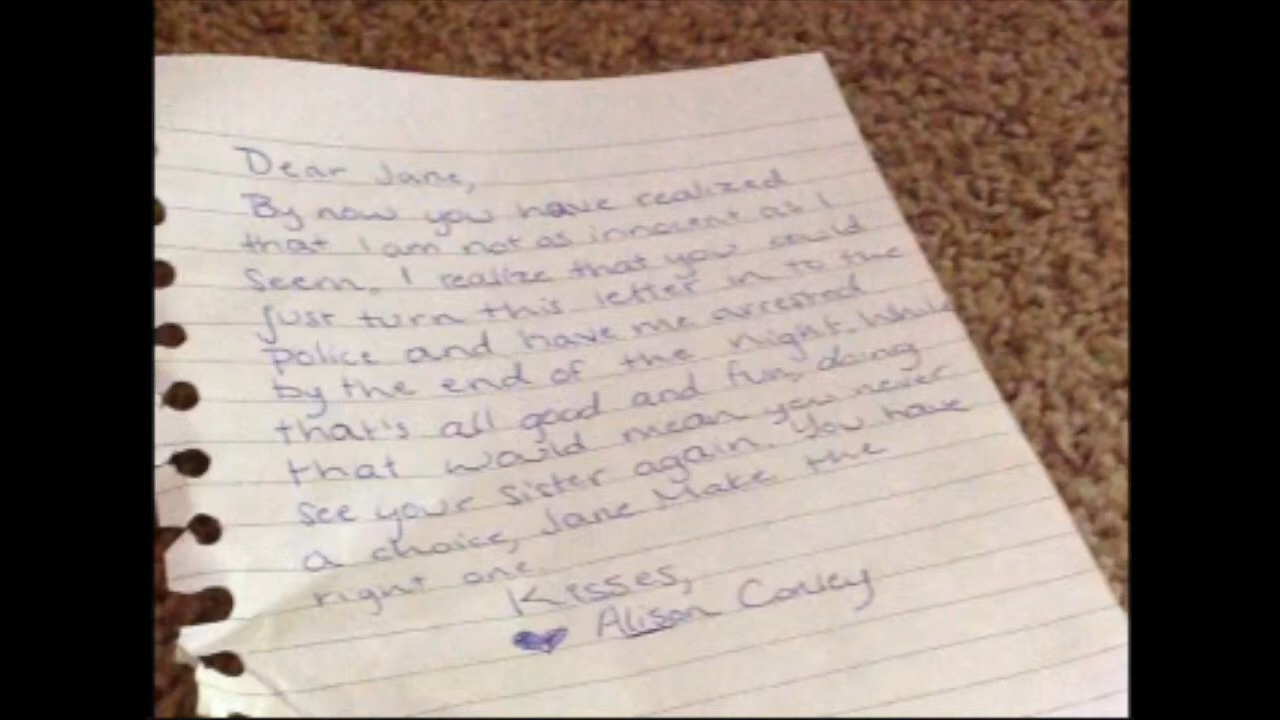 Dear Jane,
By now you have realized
that I am not as innocent as I
seem. I realize that you could
just turn this letter in to the
police and have me arrested
by the end of the night. While
that's all good and fun, doing
that would mean you never
see your sister again. You have
a choice, Jane. Make the
right one.
Kisses,
Alison Conley